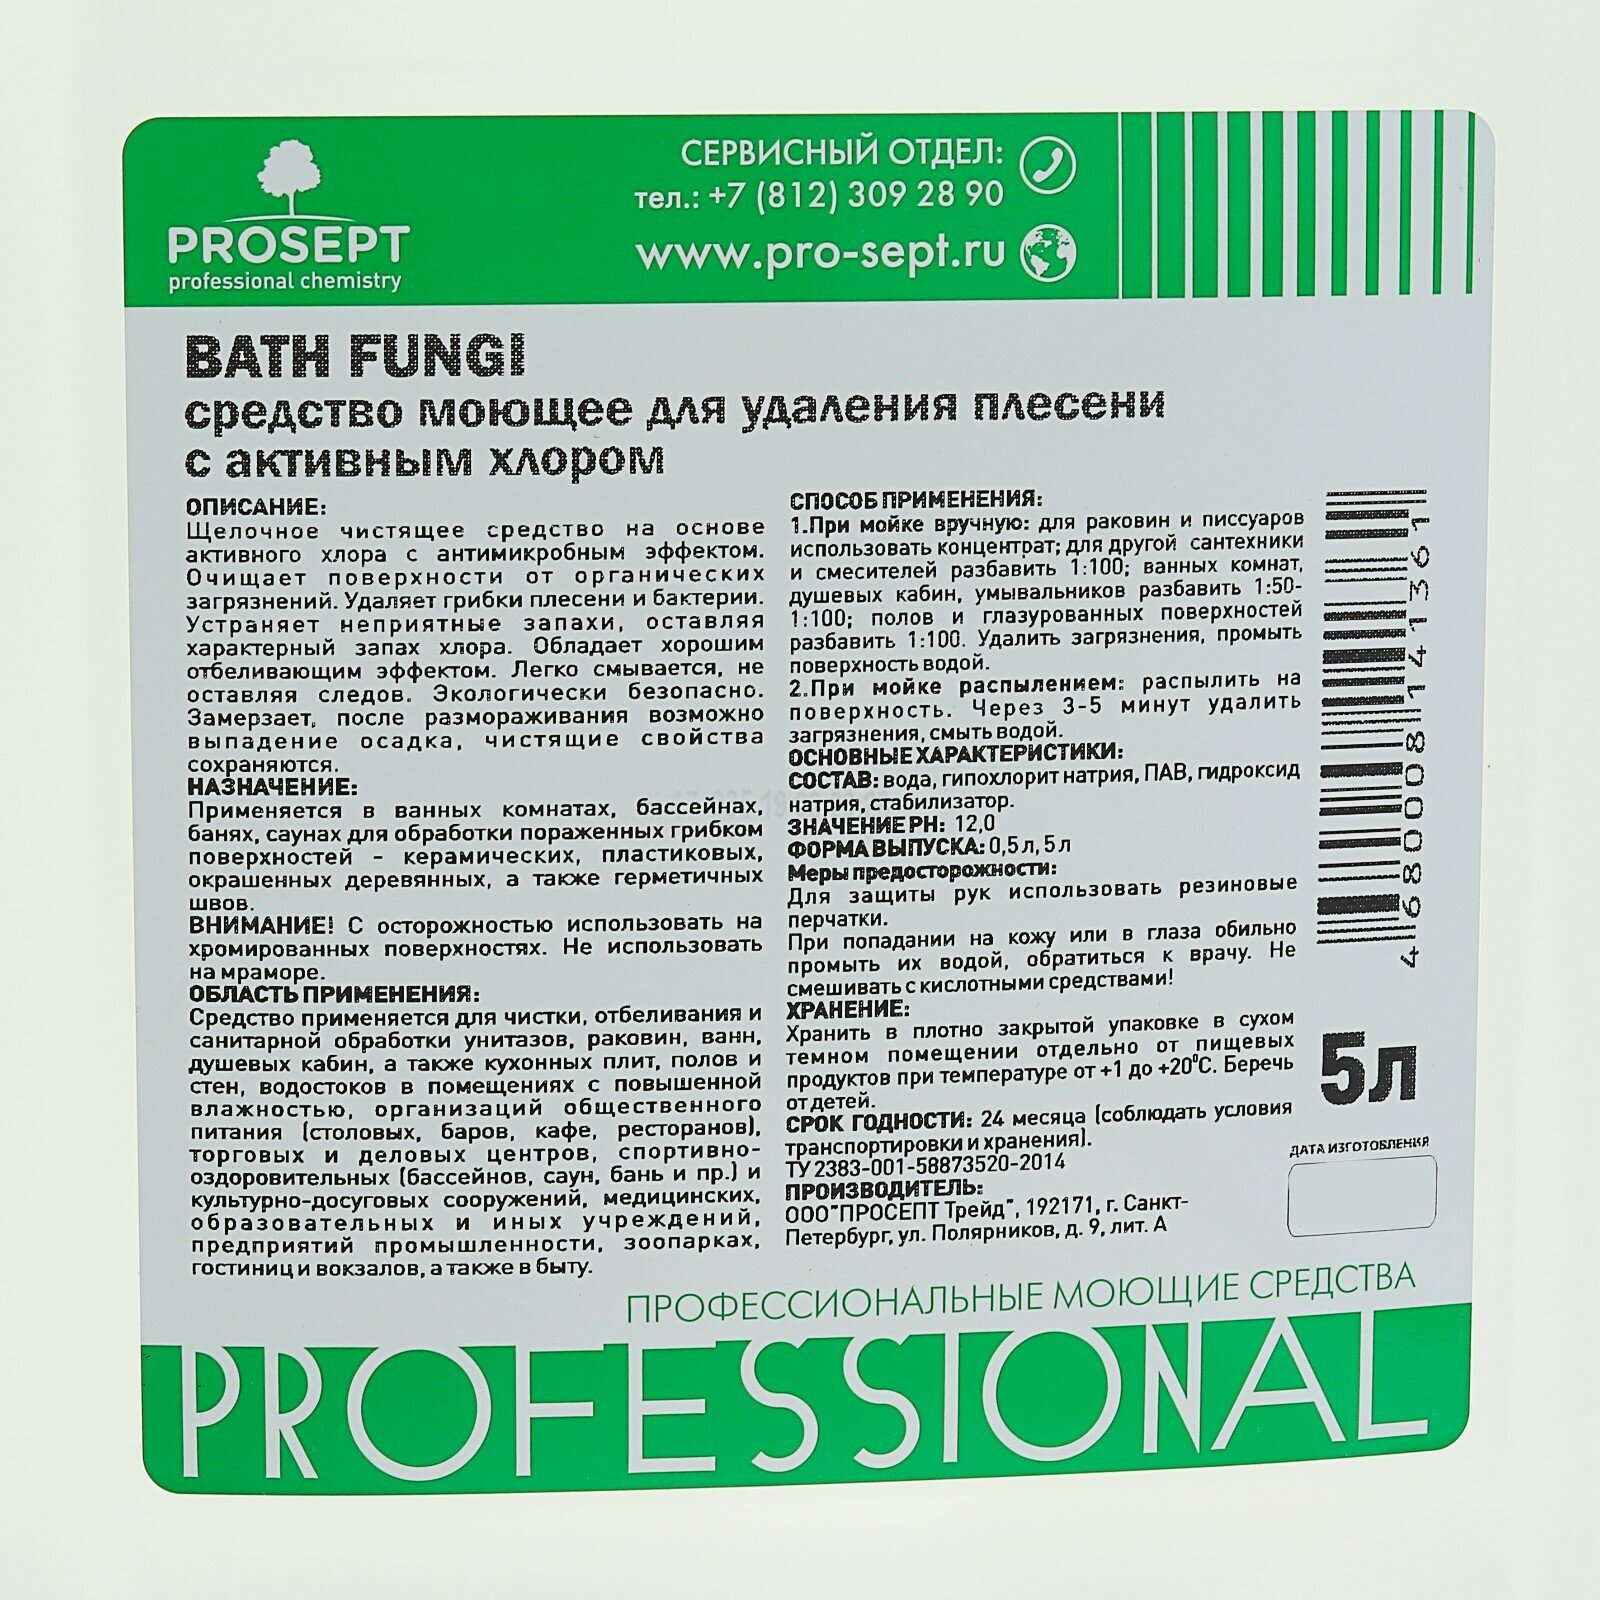 PROSEPT
professional chemistry
СЕРВИСНЫЙ ОТДЕЛ:
тел.: +7 (812) 309 28 90
www.pro-sept.ru
BATH FUNGI
средство моющее для удаления плесени
с активным хлором
ОПИСАНИЕ:
Щелочное чистящее средство на основе
активного хлора с антимикробным эффектом.
Очищает поверхности от органических
загрязнений. Удаляет грибки плесени и бактерии.
Устраняет неприятные запахи, оставляя
характерный запах хлора. Обладает хорошим
отбеливающим эффектом. Легко смывается, не
оставляя следов. Экологически безопасно.
Замерзает, после размораживания возможно
выпадение осадка, чистящие свойства
сохраняются.
НАЗНАЧЕНИЕ:
Применяется в ванных комнатах, бассейнах,
банях, саунах для обработки пораженных грибком
поверхностей - керамических, пластиковых,
окрашенных деревянных, а также герметичных
швов.
ВНИМАНИЕ! С осторожностью использовать на
хромированных поверхностях. Не использовать
на мраморе.
ОБЛАСТЬ ПРИМЕНЕНИЯ:
Средство применяется для чистки, отбеливания и
санитарной обработки унитазов, раковин, ванн,
душевых кабин, а также кухонных плит, полов и
стен, водостоков в помещениях с повышенной
влажностью, организаций общественного
питания (столовых, баров, кафе, ресторанов),
торговых и деловых центров, спортивно-
оздоровительных (бассейнов, саун, бань и пр.) и
культурно-досуговых сооружений, медицинских,
образовательных и иных учреждений,
предприятий промышленности, зоопарках,
гостиниц и вокзалов, а также в быту.
СПОСОБ ПРИМЕНЕНИЯ:
1.При мойке вручную: для раковин и писсуаров
использовать концентрат; для другой сантехники
и смесителей разбавить 1:100; ванных комнат,
душевых кабин, умывальников разбавить 1:50-
1:100; полов и глазурованных поверхностей
разбавить 1:100. Удалить загрязнения, промыть
поверхность водой.
2.При мойке распылением: распылить на
поверхность. Через 3-5 минут удалить
загрязнения, смыть водой.
ОСНОВНЫЕ ХАРАКТЕРИСТИКИ:
СОСТАВ: вода, гипохлорит натрия, ПАВ, гидроксид
натрия, стабилизатор.
ЗНАЧЕНИЕ PH: 12,0
ФОРМА ВЫПУСКА: 0,5 л, 5 л
Меры предосторожности:
Для защиты рук использовать резиновые
перчатки.
При попадании на кожу или в глаза обильно
промыть их водой, обратиться к врачу. Не
смешивать с кислотными средствами!
ХРАНЕНИЕ:
Хранить в плотно закрытой упаковке в сухом
темном помещении отдельно от пищевых
продуктов при температуре от +1 до +20⁰С. Беречь
от детей.
СРОК ГОДНОСТИ: 24 месяца (соблюдать условия
транспортировки и хранения).
ТУ 2383-001-58873520-2014
ПРОИЗВОДИТЕЛЬ:
ООО"ПРОСЕПТ Трейд", 192171, г. Санкт-
Петербург, ул. Полярников, д. 9, лит. А
4 680008 141361
5л
ДАТА ИЗГОТОВЛЕНИЯ
ПРОФЕССИОНАЛЬНЫЕ МОЮЩИЕ СРЕДСТВА
PROFESSIONAL